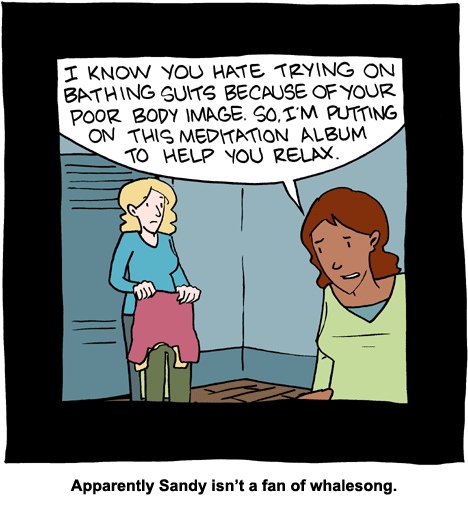 I KNOW YOU HATE TRYING ON
BATHING SUITS BECAUSE OF YOUR
POOR BODY IMAGE. SO, I'M PUTTING
ON THIS MEDITATION ALBUM
TO HELP YOU RELAX.
Apparently Sandy isn't a fan of whalesong.